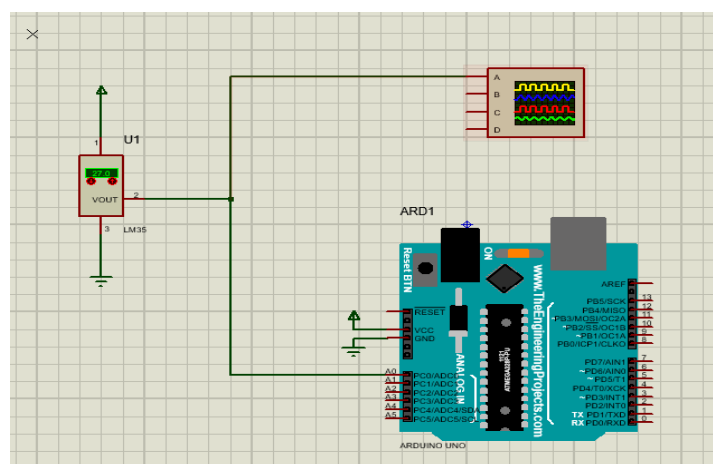 A
B
C
D
1
U1
27.0
VOUT
2
3
LM35
ARD1
Reset BTN
ON
www.TheEngineeringProjects.com
RESET
VCC
GND
ANALOG IN
A0 PC0/ADC0
A1 PC1/ADC1
A2 PC2/ADC2
A3 PC3/ADC3
A4 PC4/ADC4/SDA
A5 PC5/ADC5/SCL
AREF
PB5/SCK 13
PB4/MISO 12
~PB3/MOSI/OC2A 11
~PB2/SS/OC1B 10
~PB1/OC1A 9
PB0/ICP1/CLKO 8
PD7/AIN1 7
~PD6/AIN0 6
~PD5/T1 5
PD4/T0/XCK 4
~PD3/INT1 3
PD2/INT0 2
TX PD1/TXD 1
RX PD0/RXD 0
ARDUINO UNO